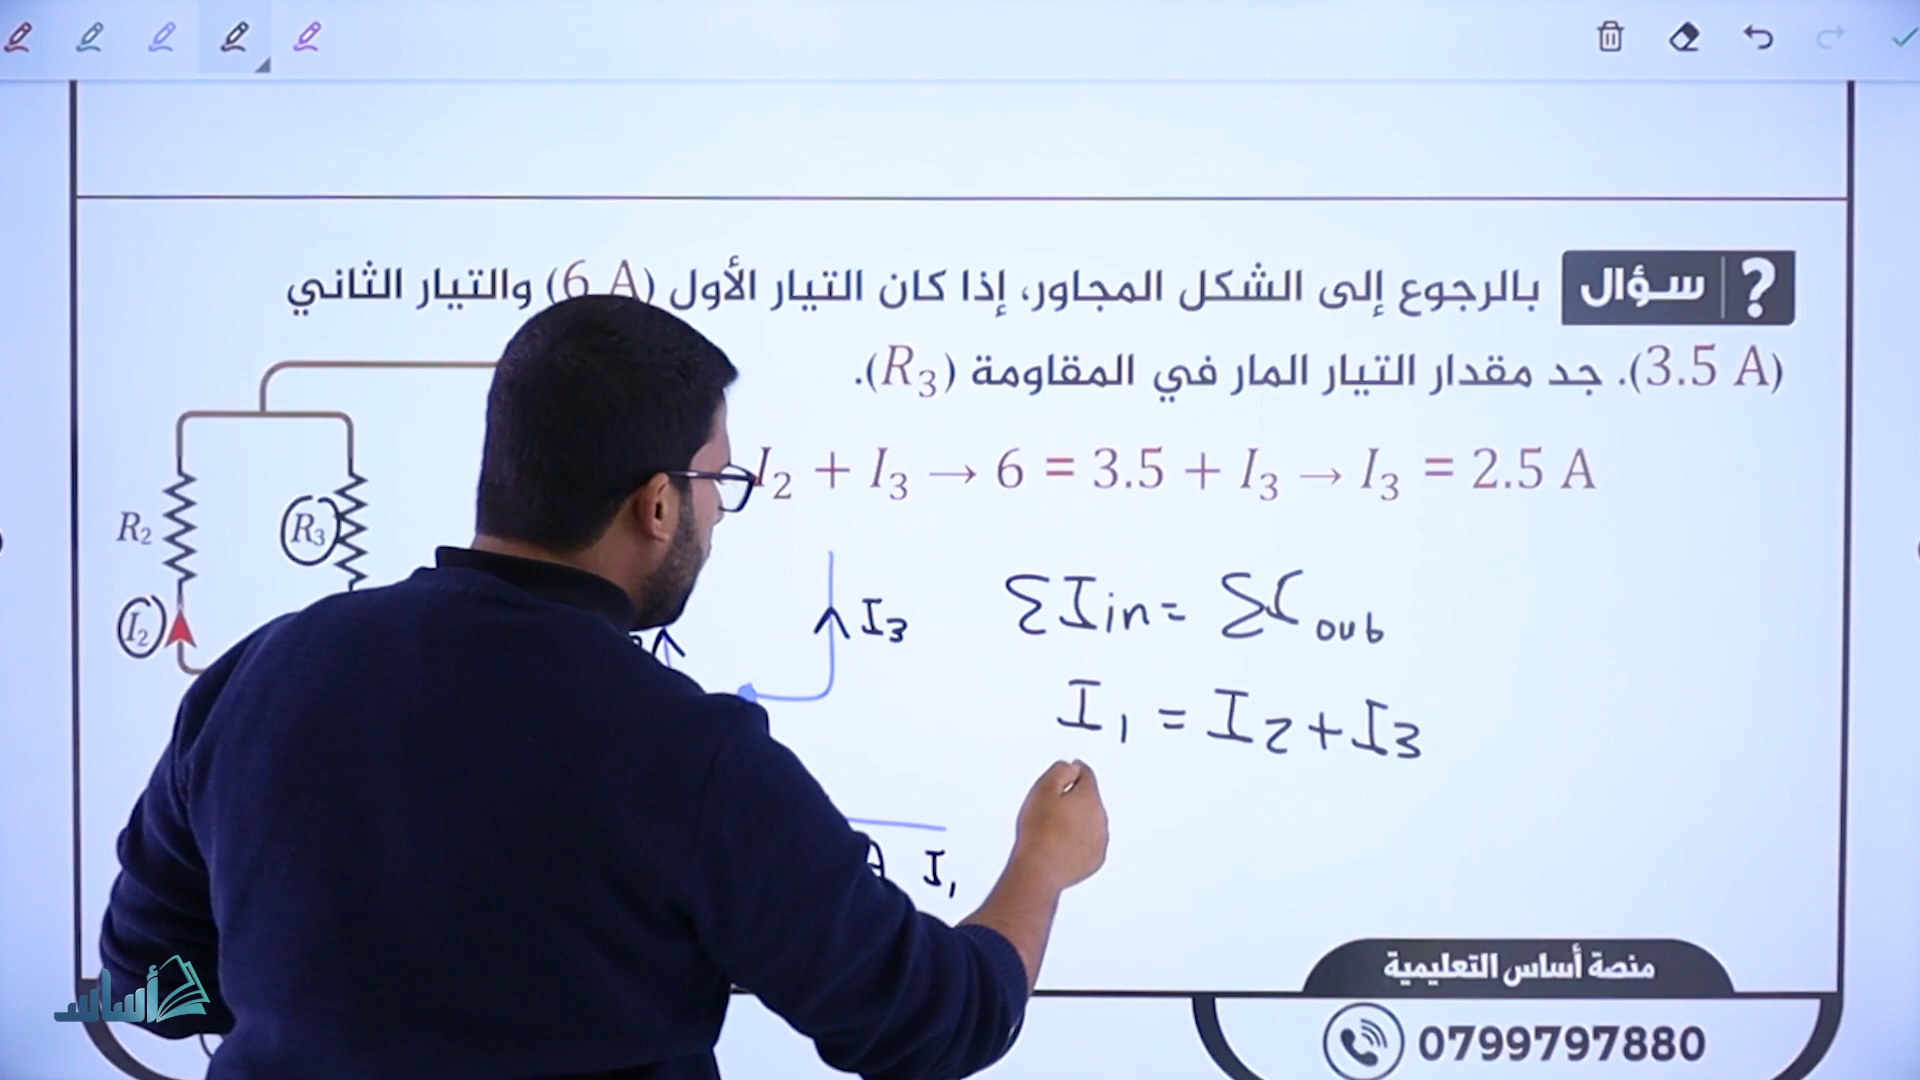 سؤال ?
بالرجوع إلى الشكل المجاور، إذا كان التيار الأول (6 A) والتيار الثاني
(3.5 A). جد مقدار التيار المار في المقاومة (R₃).
I₂ + I₃ → 6 = 3.5 + I₃ → I₃ = 2.5 A
R₂
R₃
I₂
I₃
ΣIin = ΣIout
I₁ = I₂ + I₃
I₁
منصة أساس التعليمية
0799797880
أساس